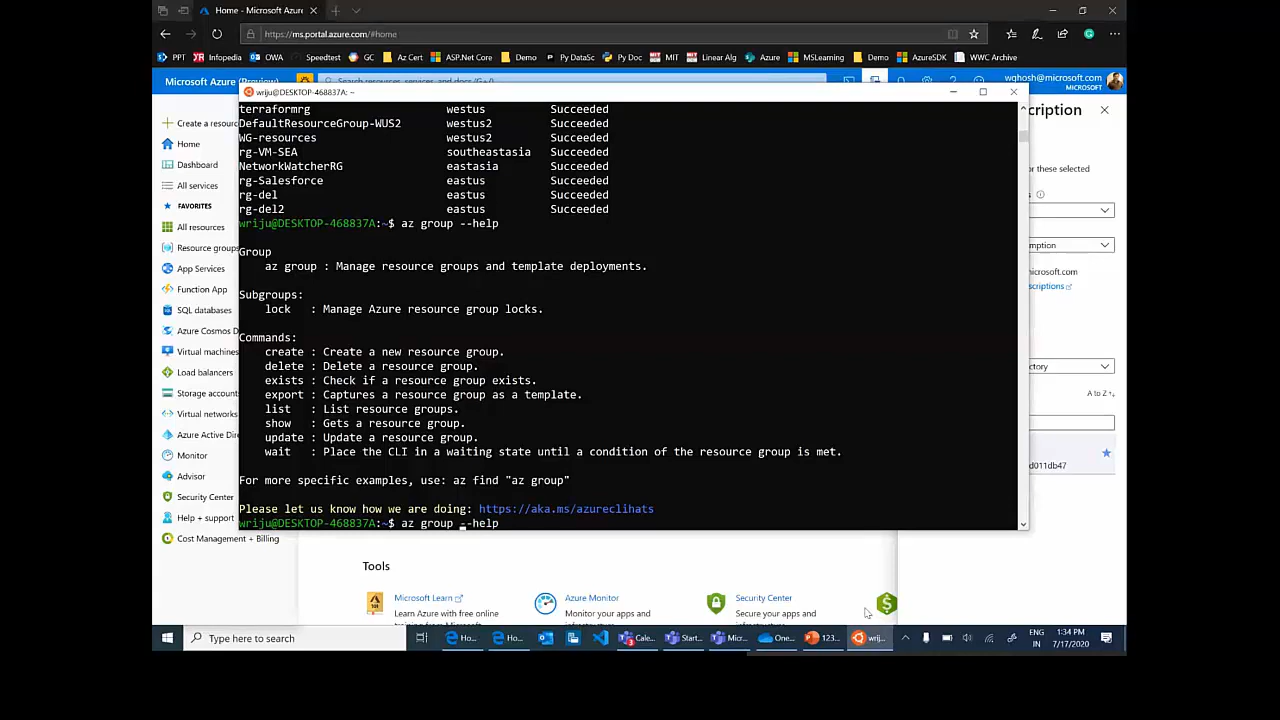 Home - Microsoft Azur
https://ms.portal.azure.com/#home
PPT Infopedia OWA Speedtest GC Az Cert ASP.Net Core Demo Py DataSc Py Doc MIT Linear Alg Azure MSLearning Demo AzureSDK WWC Archive
Microsoft Azure (Preview)
Search resources, services, and docs (G+/)
wghosh@microsoft.com
MICROSOFT
wriju@DESKTOP-468837A: ~
cription
Create a resourc
Home
Dashboard
All services
FAVORITES
All resources
Resource groups
App Services
Function App
SQL databases
Azure Cosmos D
Virtual machines
Load balancers
Storage accounts
Virtual networks
Azure Active Dire
Monitor
Advisor
Security Center
Help + support
Cost Management + Billing
terraformrg westus Succeeded
DefaultResourceGroup-WUS2 westus2 Succeeded
WG-resources westus2 Succeeded
rg-VM-SEA southeastasia Succeeded
NetworkWatcherRG eastasia Succeeded
rg-Salesforce eastus Succeeded
rg-del eastus Succeeded
rg-del2 eastus Succeeded
wriju@DESKTOP-468837A:~$ az group --help
Group
az group : Manage resource groups and template deployments.
Subgroups:
lock : Manage Azure resource group locks.
Commands:
create : Create a new resource group.
delete : Delete a resource group.
exists : Check if a resource group exists.
export : Captures a resource group as a template.
list : List resource groups.
show : Gets a resource group.
update : Update a resource group.
wait : Place the CLI in a waiting state until a condition of the resource group is met.
For more specific examples, use: az find "az group"
Please let us know how we are doing: https://aka.ms/azureclihats
wriju@DESKTOP-468837A:~$ az group --help
or these selected
mption
microsoft.com
scriptions
ctory
A to Z
d011db47
Tools
Microsoft Learn
Learn Azure with free online
Azure Monitor
Monitor your apps and
Security Center
Secure your apps and
Type here to search
Ho... Ho... Cale... Start... Micr... One... 123... wrij...
ENG
IN
1:34 PM
7/17/2020